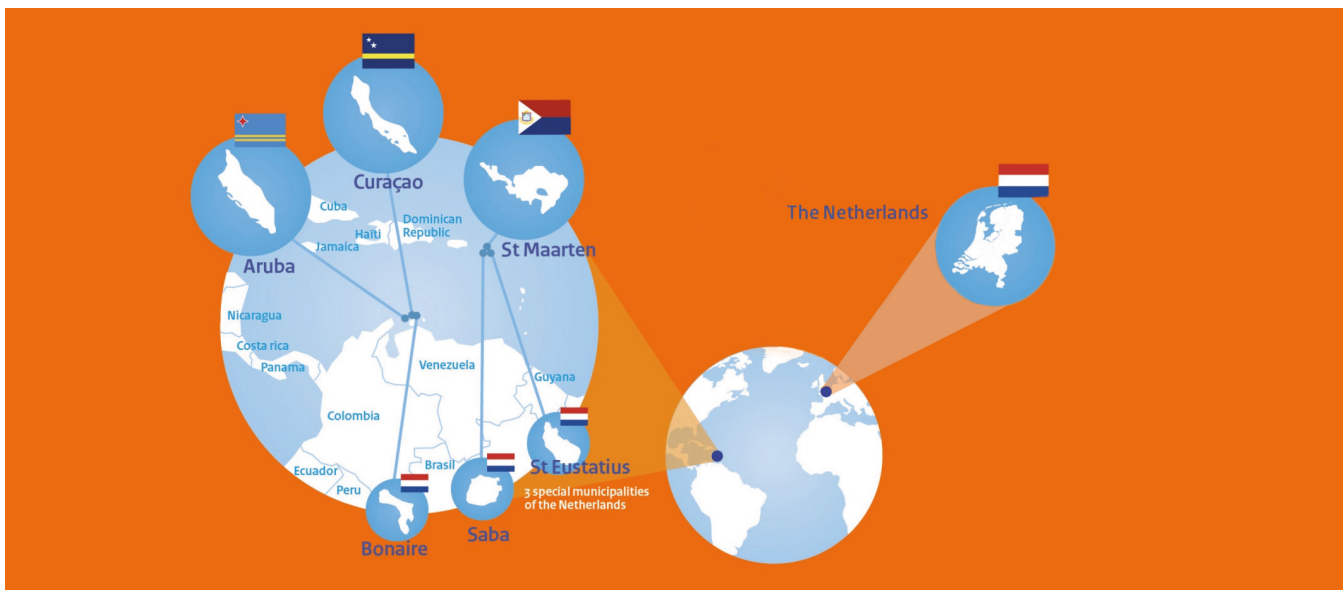 Curaçao
Cuba
Dominican
Republic
Haïti
Jamaica
St Maarten
Aruba
The Netherlands
Nicaragua
Costa rica
Panama
Venezuela
Guyana
Colombia
Ecuador
Brasil
Peru
St Eustatius
3 special municipalities
of the Netherlands
Saba
Bonaire